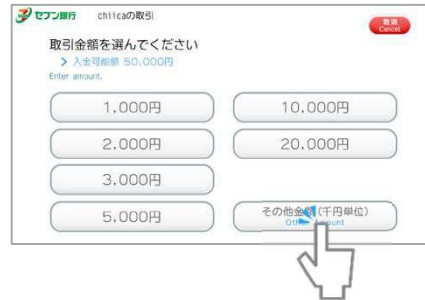 セブン銀行 chiicaの取引
取消
Cancel
取引金額を選んでください
入金可能額 50,000円
Enter amount.
1,000円 10,000円
2,000円 20,000円
3,000円
5,000円 その他金額(千円単位)
Other Amount